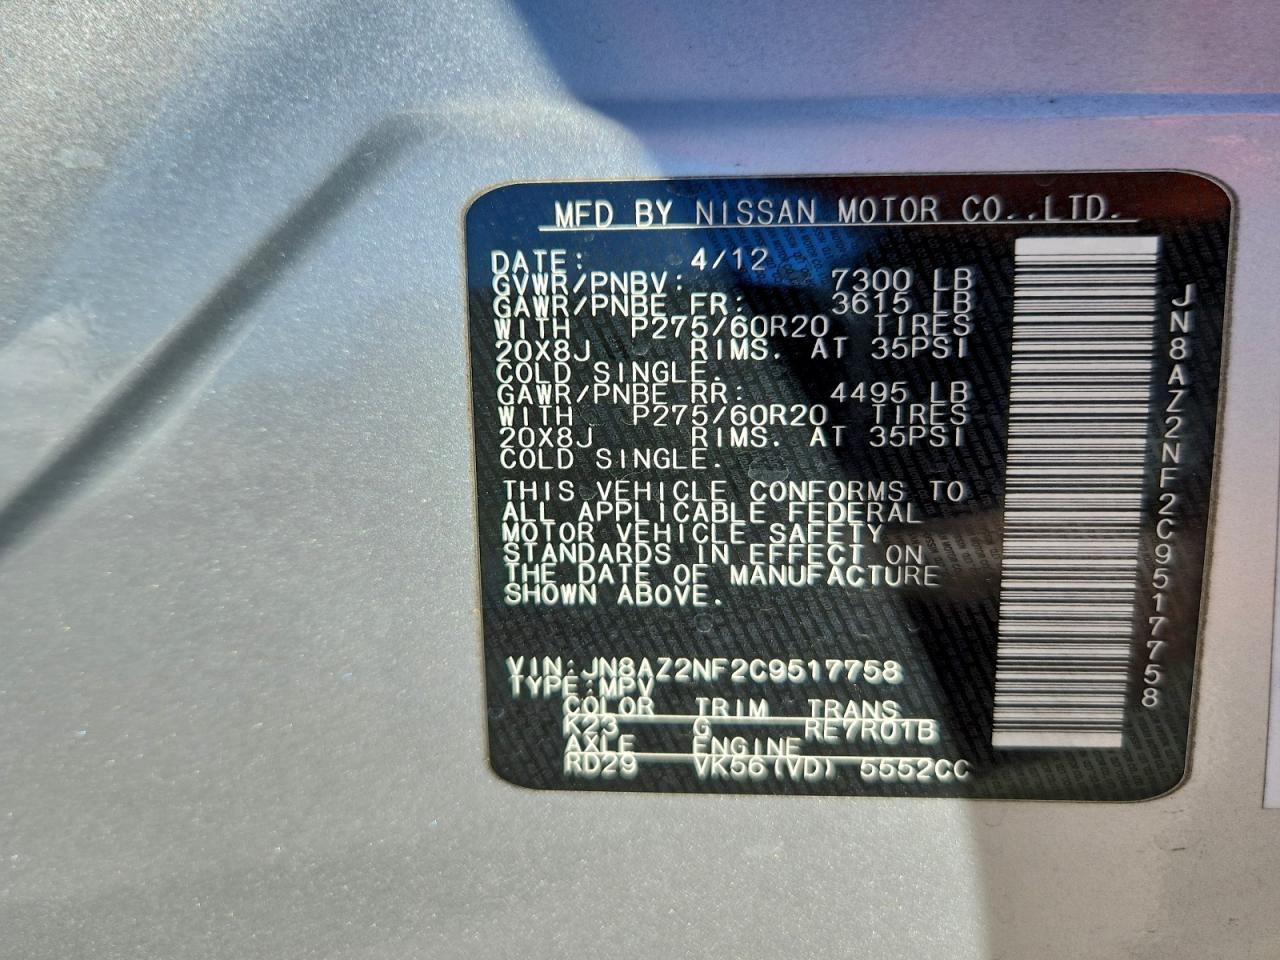 MFD BY NISSAN MOTOR CO.,LTD.
DATE: 4/12
GVWR/PNBV: 7300 LB
GAWR/PNBE FR: 3615 LB
WITH P275/60R20 TIRES
20X8J RIMS. AT 35PSI
COLD SINGLE.
GAWR/PNBE RR: 4495 LB
WITH P275/60R20 TIRES
20X8J RIMS. AT 35PSI
COLD SINGLE.
THIS VEHICLE CONFORMS TO
ALL APPLICABLE FEDERAL
MOTOR VEHICLE SAFETY
STANDARDS IN EFFECT ON
THE DATE OF MANUFACTURE
SHOWN ABOVE.
VIN:JN8AZ2NF2C9517758
TYPE:MPV
COLOR TRIM TRANS
K23 G RE7R01B
AXLE ENGINE
RD29 VK56(VD) 5552CC
JN8AZ2NF2C9517758